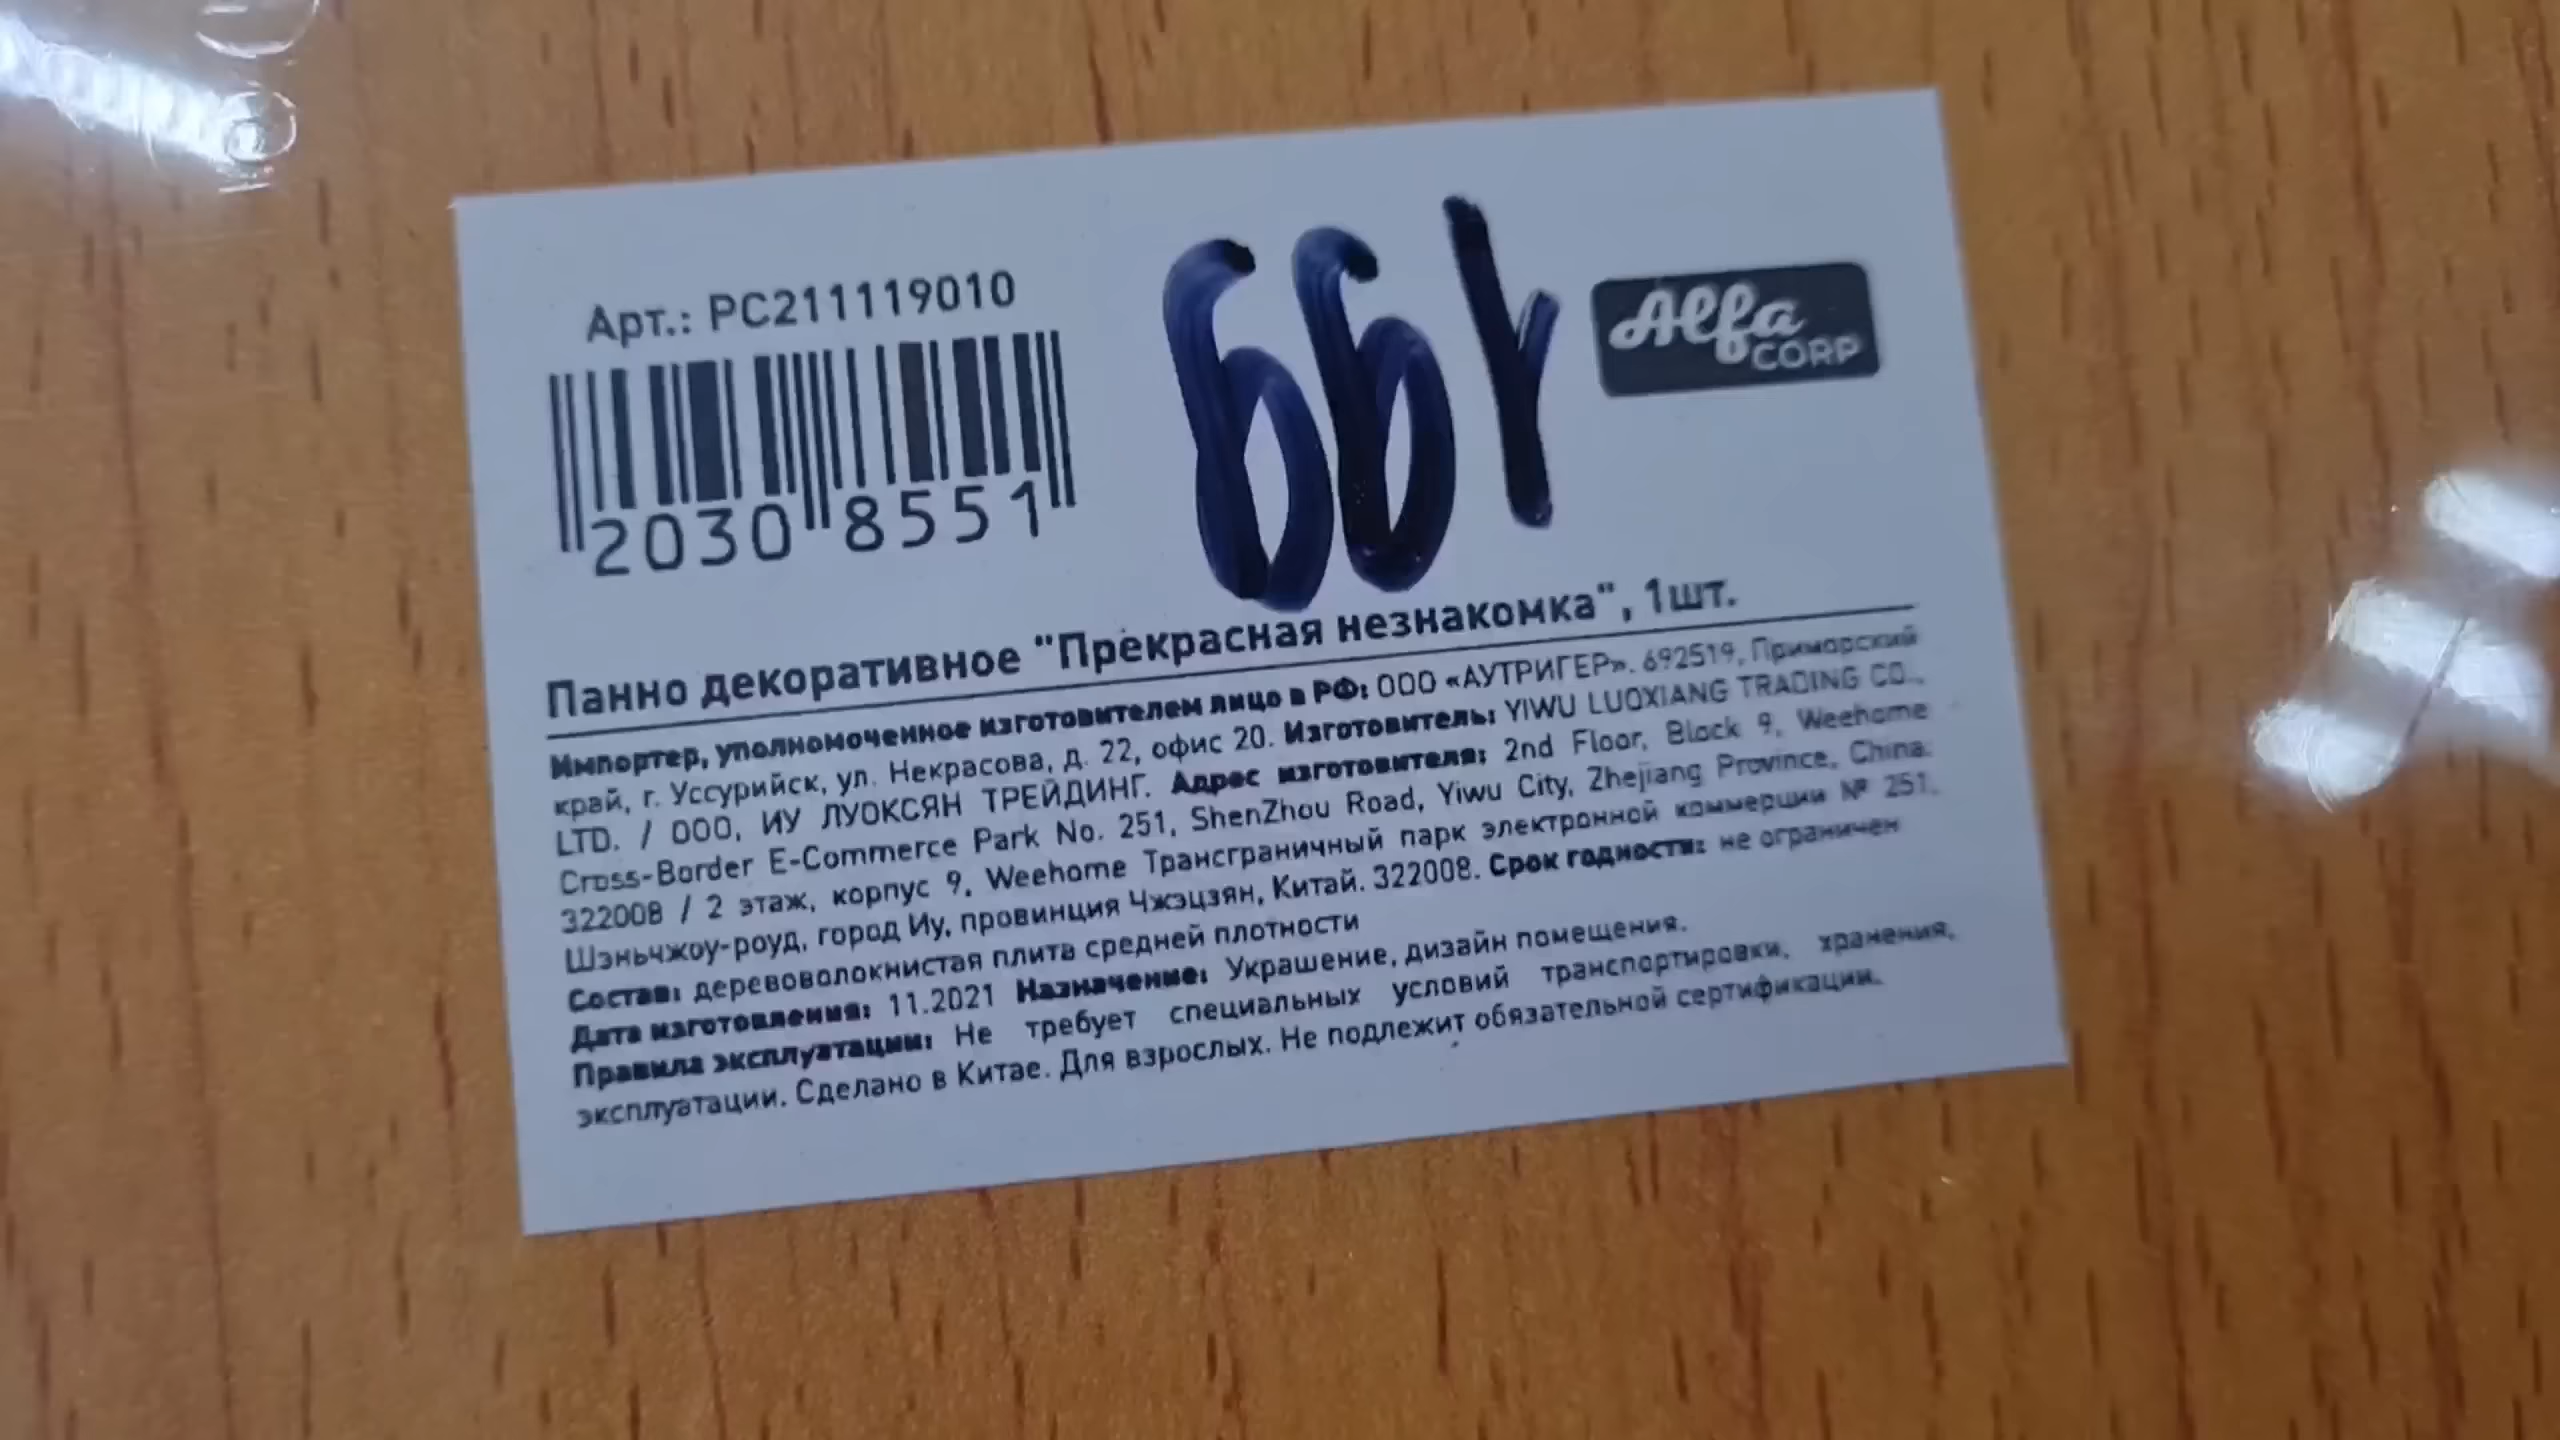 Арт.: PC211119010
2030 8551
199
Alfa
CORP
Панно декоративное "Прекрасная незнакомка", 1шт.
Импортер, уполномоченное изготовителем лицо в РФ: ООО «АУТРИГЕР». 692519, Приморский
край, г. Уссурийск, ул. Некрасова, д. 22, офис 20. Изготовитель: YIWU LUOXIANG TRADING CO.,
LTD. / ООО, ИУ ЛУОКСЯН ТРЕЙДИНГ. Адрес изготовителя: 2nd Floor, Block 9, Weehome
Cross-Border E-Commerce Park No. 251, ShenZhou Road, Yiwu City, Zhejiang Province, China.
322008 / 2 этаж, корпус 9, Weehome Трансграничный парк электронной коммерции № 251,
Шэньчжоу-роуд, город Иу, провинция Чжэцзян, Китай. 322008. Срок годности: не ограничен
Состав: деревоволокнистая плита средней плотности
Дата изготовления: 11.2021 Назначение: Украшение, дизайн помещения.
Правила эксплуатации: Не требует специальных условий транспортировки, хранения,
эксплуатации. Сделано в Китае. Для взрослых. Не подлежит обязательной сертификации.